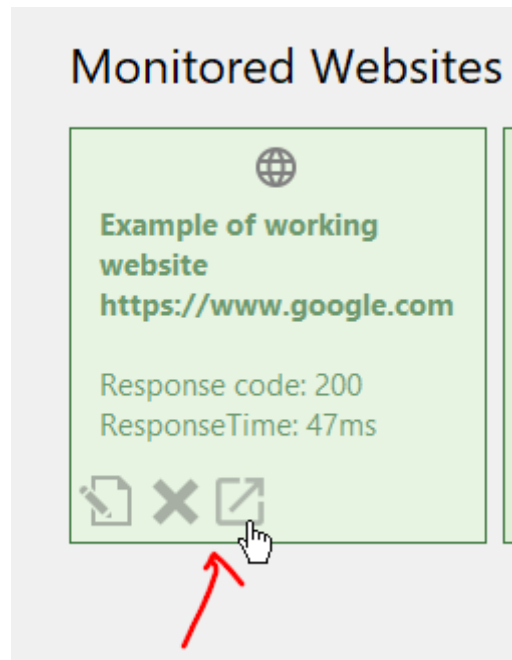 Monitored Websites
Example of working
website
https://www.google.com
Response code: 200
ResponseTime: 47ms